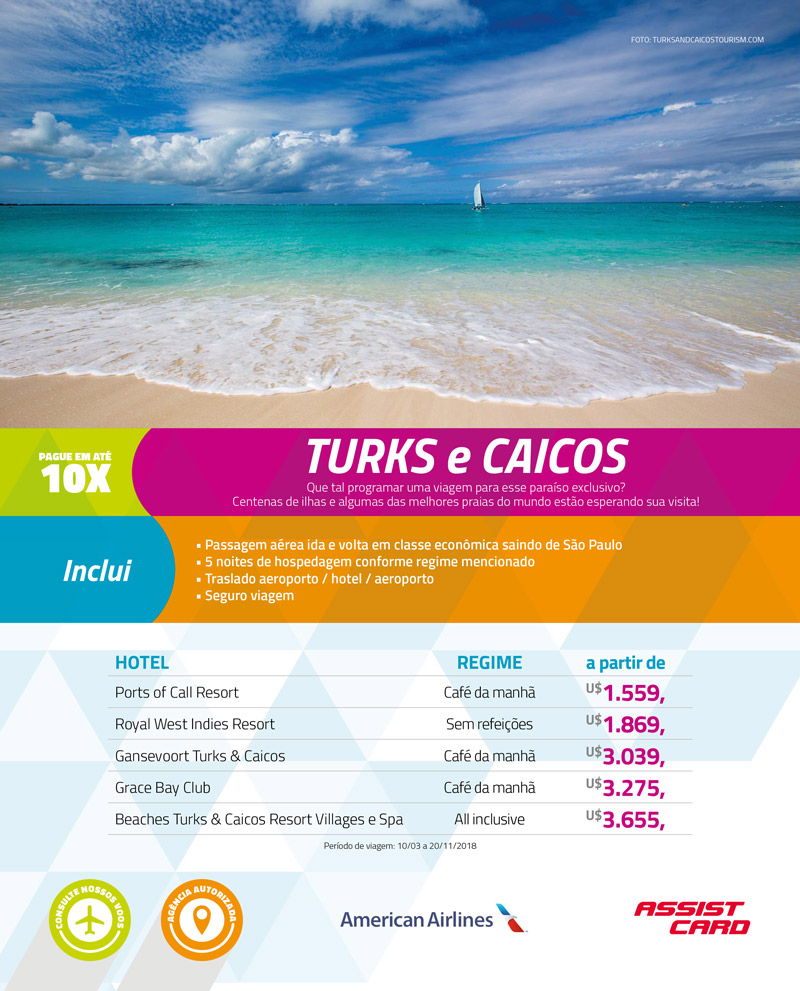 FOTO: TURKSANDCAICOSTOURISM.COM
PAGUE EM ATÉ
10X
TURKS e CAICOS
Que tal programar uma viagem para esse paraíso exclusivo?
Centenas de ilhas e algumas das melhores praias do mundo estão esperando sua visita!
Inclui
• Passagem aérea ida e volta em classe econômica saindo de São Paulo
• 5 noites de hospedagem conforme regime mencionado
• Traslado aeroporto / hotel / aeroporto
• Seguro viagem
HOTEL REGIME a partir de
Ports of Call Resort Café da manhã U$1.559,
Royal West Indies Resort Sem refeições U$1.869,
Gansevoort Turks & Caicos Café da manhã U$3.039,
Grace Bay Club Café da manhã U$3.275,
Beaches Turks & Caicos Resort Villages e Spa All inclusive U$3.655,
Período de viagem: 10/03 a 20/11/2018
CONSULTE NOSSOS VOOS
AGÊNCIA AUTORIZADA
American Airlines
ASSIST
CARD